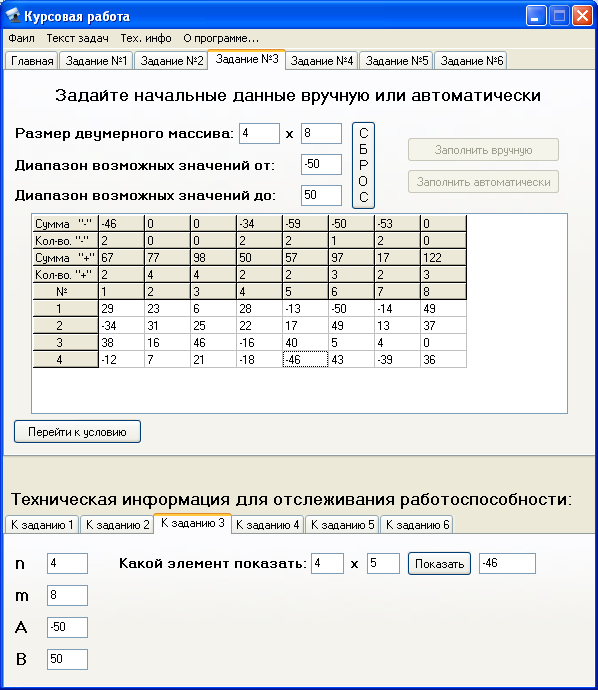 Курсовая работа
Фаил Текст задач Тех. инфо О программе...
Главная Задание №1 Задание №2 Задание №3 Задание №4 Задание №5 Задание №6
Задайте начальные данные вручную или автоматически
Размер двумерного массива: 4 x 8
Диапазон возможных значений от: -50
Диапазон возможных значений до: 50
СБРОС
Заполнить вручную
Заполнить автоматически
Сумма "-" -46 0 0 -34 -59 -50 -53 0
Кол-во. "-" 2 0 0 2 2 1 2 0
Сумма "+" 67 77 98 50 57 97 17 122
Кол-во. "+" 2 4 4 2 2 3 2 3
№ 1 2 3 4 5 6 7 8
1 29 23 6 28 -13 -50 -14 49
2 -34 31 25 22 17 49 13 37
3 38 16 46 -16 40 5 4 0
4 -12 7 21 -18 -46 43 -39 36
Перейти к условию
Техническая информация для отслеживания работоспособности:
К заданию 1 К заданию 2 К заданию 3 К заданию 4 К заданию 5 К заданию 6
n 4 Какой элемент показать: 4 x 5 Показать -46
m 8
A -50
B 50